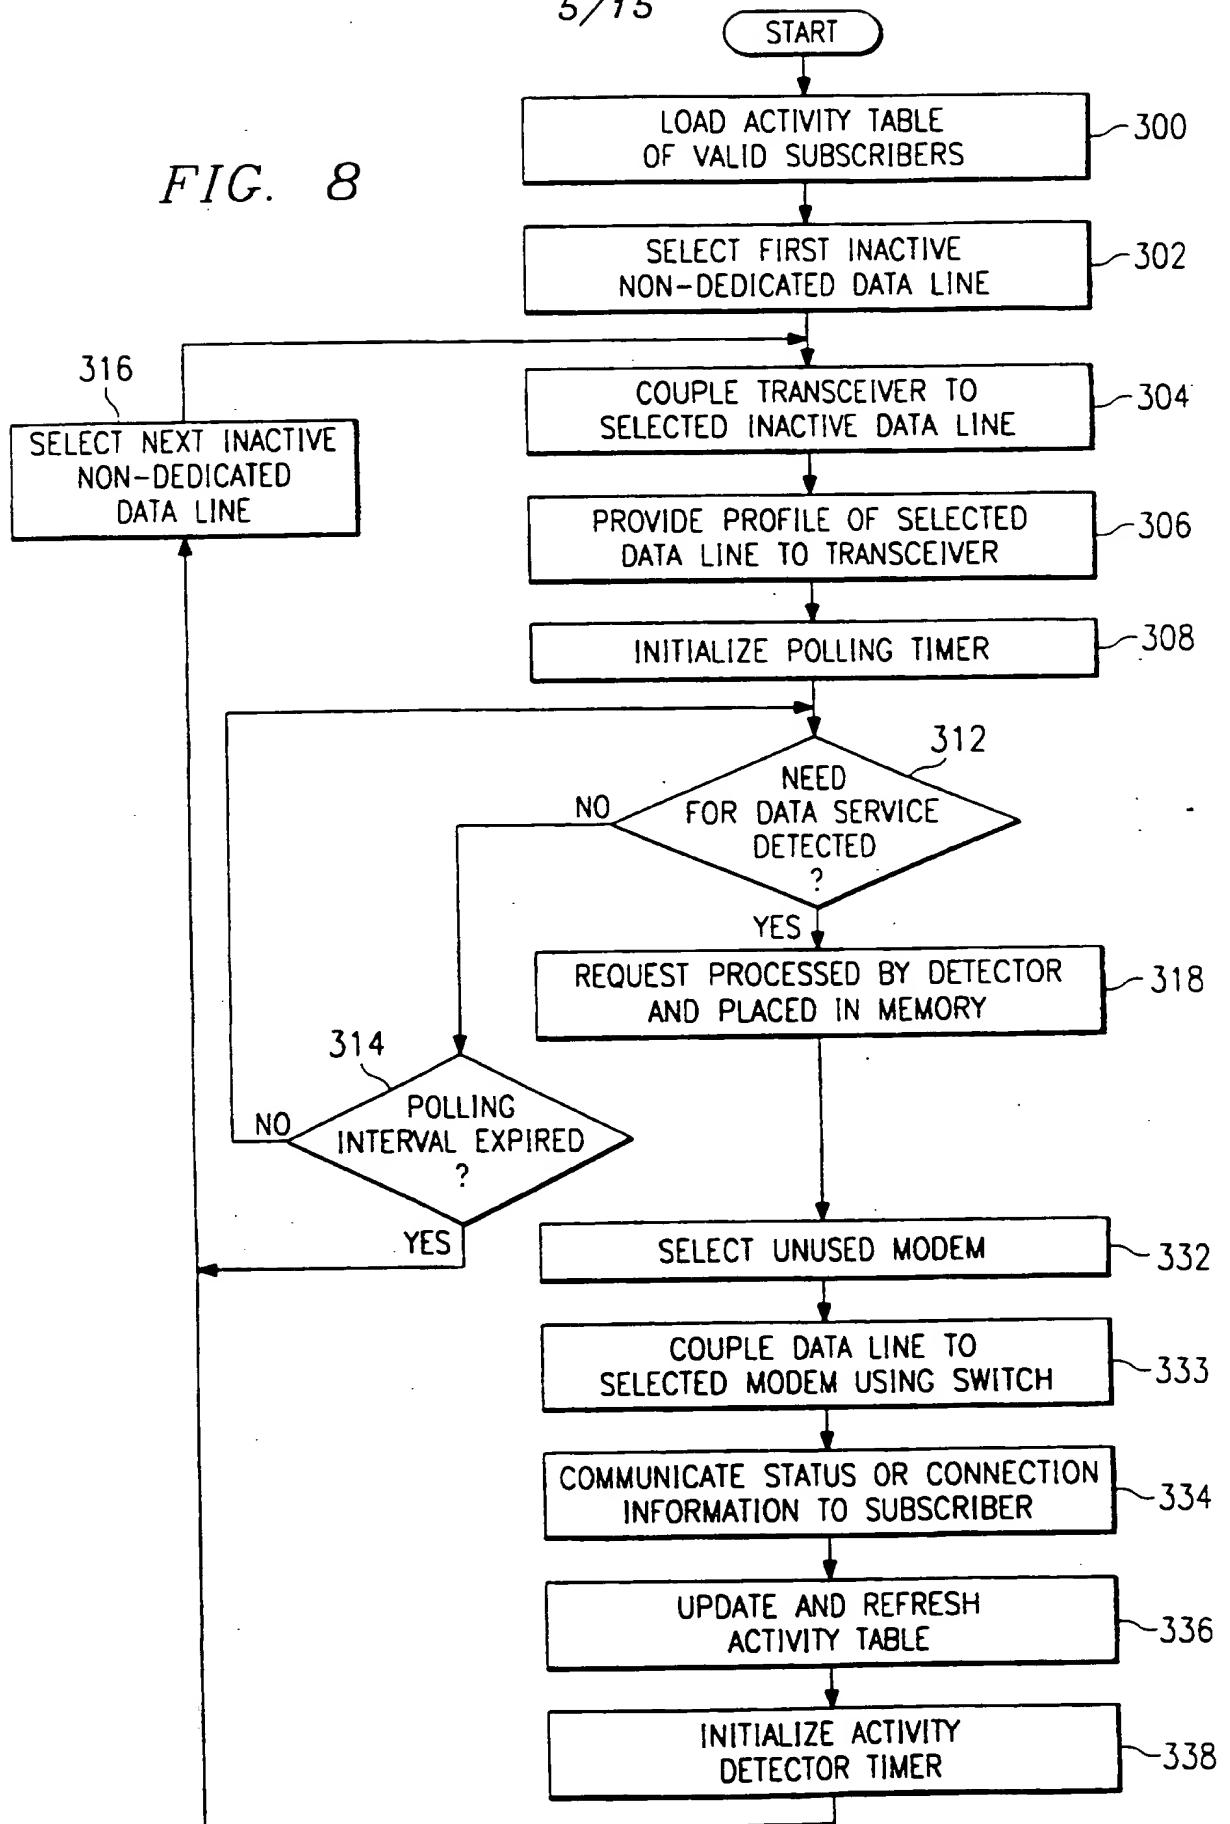 5/15
START
LOAD ACTIVITY TABLE
OF VALID SUBSCRIBERS
300
FIG. 8
SELECT FIRST INACTIVE
NON-DEDICATED DATA LINE
302
316
SELECT NEXT INACTIVE
NON-DEDICATED
DATA LINE
COUPLE TRANSCEIVER TO
SELECTED INACTIVE DATA LINE
304
PROVIDE PROFILE OF SELECTED
DATA LINE TO TRANSCEIVER
306
INITIALIZE POLLING TIMER
308
312
NEED
FOR DATA SERVICE
DETECTED
?
NO
YES
REQUEST PROCESSED BY DETECTOR
AND PLACED IN MEMORY
318
314
POLLING
INTERVAL EXPIRED
?
NO
YES
SELECT UNUSED MODEM
332
COUPLE DATA LINE TO
SELECTED MODEM USING SWITCH
333
COMMUNICATE STATUS OR CONNECTION
INFORMATION TO SUBSCRIBER
334
UPDATE AND REFRESH
ACTIVITY TABLE
336
INITIALIZE ACTIVITY
DETECTOR TIMER
338